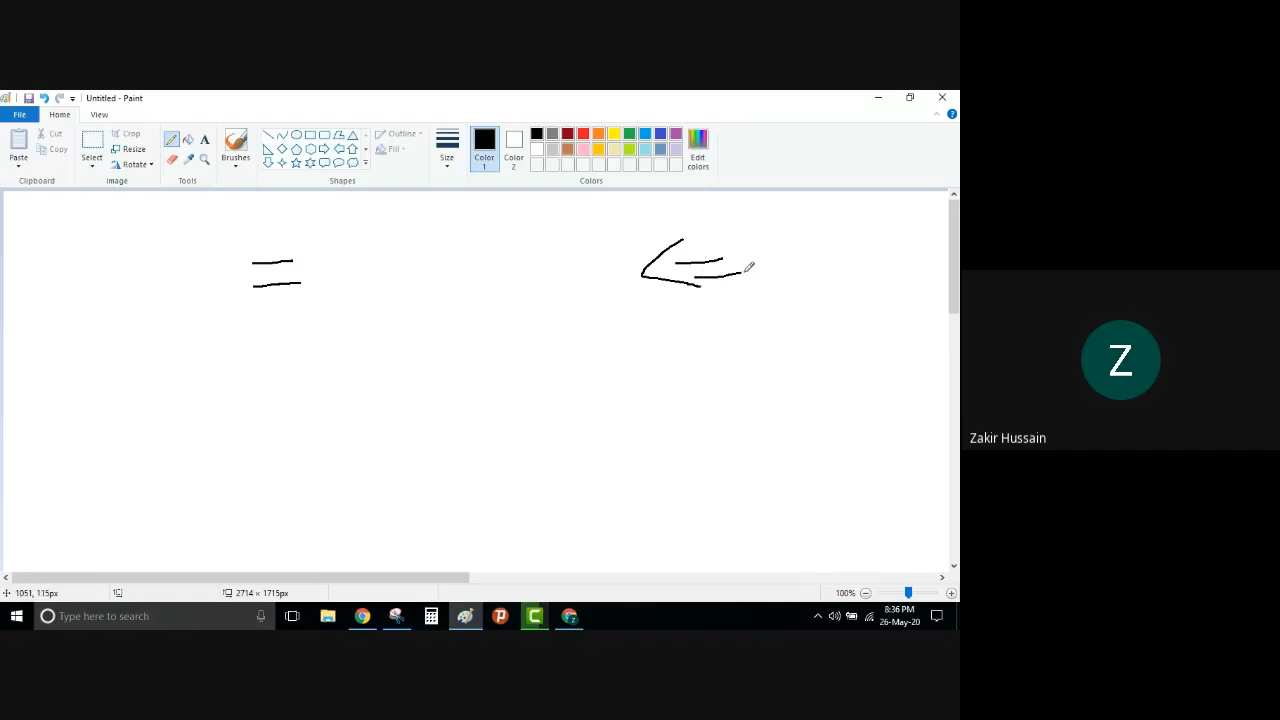 Untitled - Paint
File Home View
Paste Cut Copy Select Crop Resize Rotate Brushes Outline Fill Size Color 1 Color 2 Edit colors
Clipboard Image Tools Shapes Colors
=
⇐
Z
Zakir Hussain
1051, 115px 2714 × 1715px 100%
Type here to search 8:36 PM
26-May-20